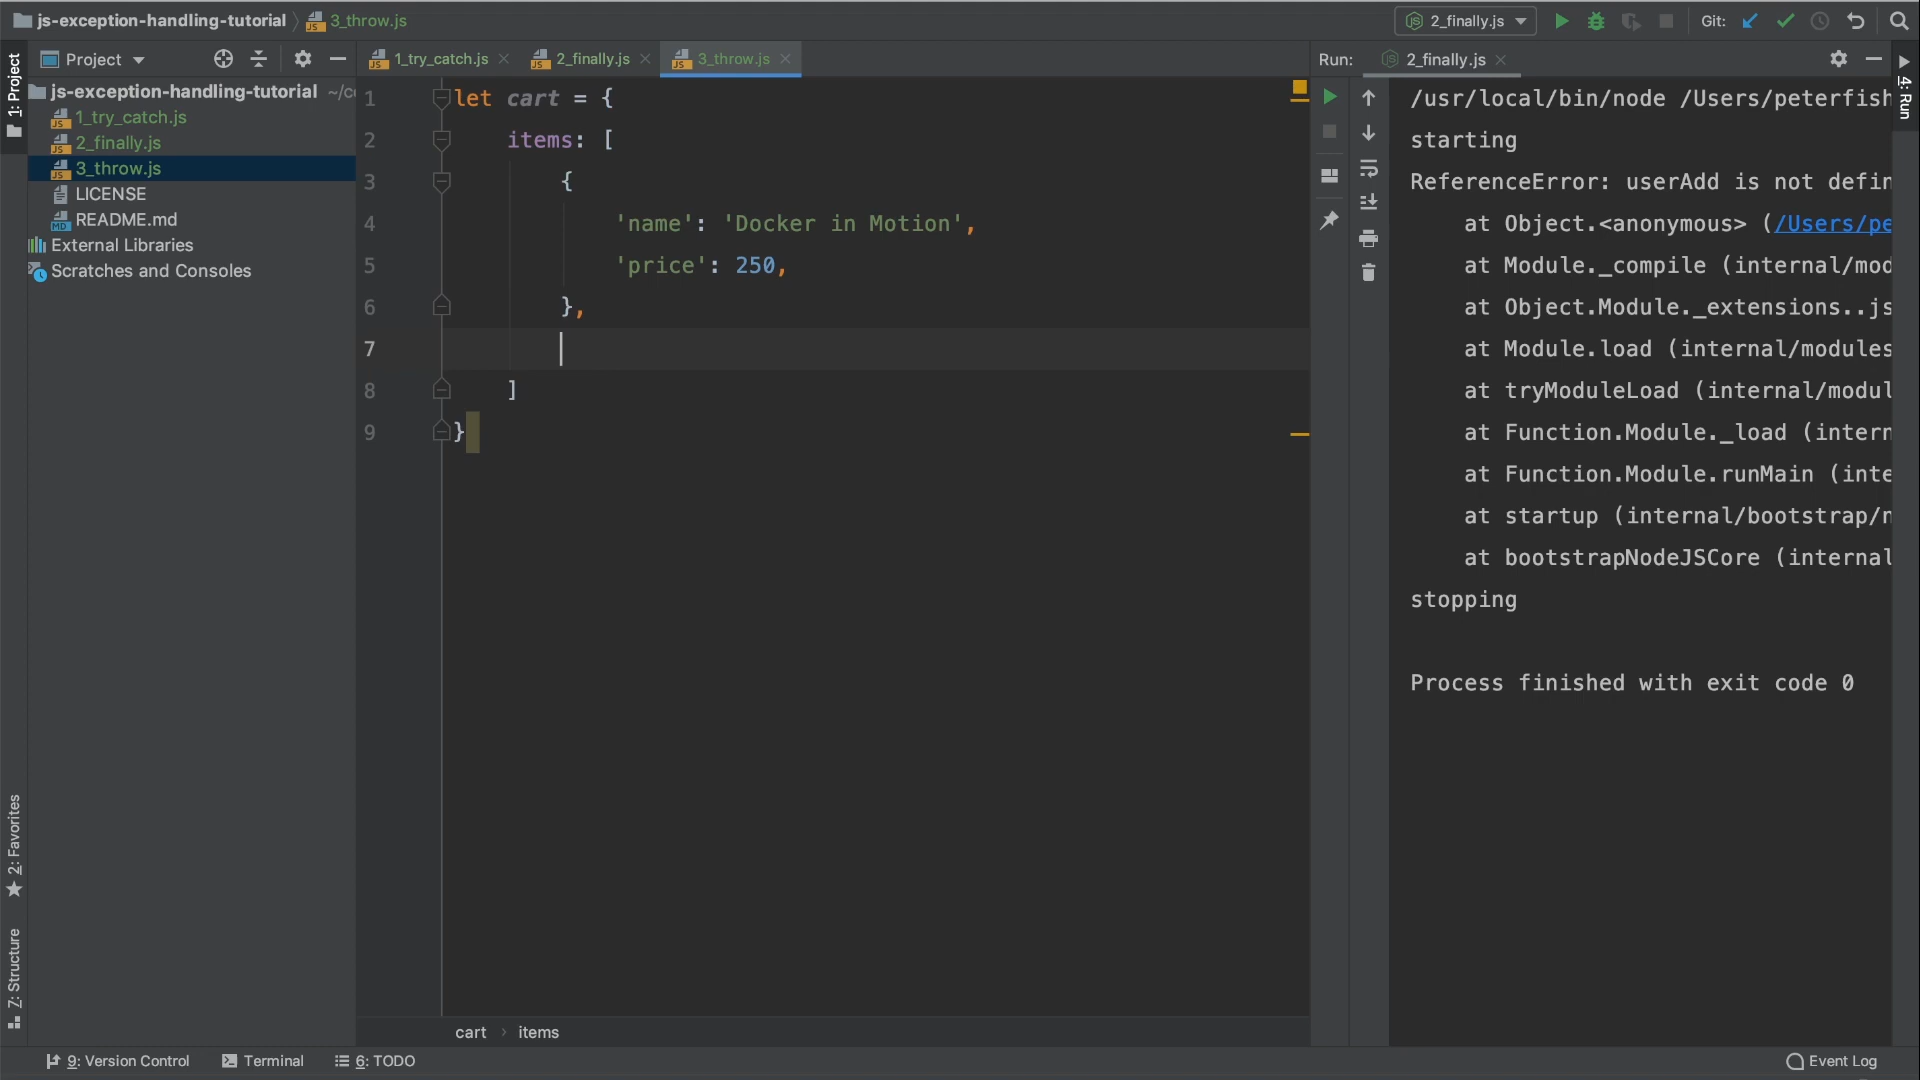 js-exception-handling-tutorial 3_throw.js
2_finally.js
Git:
1: Project
Project
1_try_catch.js
2_finally.js
3_throw.js
Run:
2_finally.js
4: Run
js-exception-handling-tutorial ~/co
1_try_catch.js
2_finally.js
3_throw.js
LICENSE
README.md
External Libraries
Scratches and Consoles
1 let cart = {
2 items: [
3 {
4 'name': 'Docker in Motion',
5 'price': 250,
6 },
7
8 ]
9 }
/usr/local/bin/node /Users/peterfish
starting
ReferenceError: userAdd is not defin
at Object.<anonymous> (/Users/pe
at Module._compile (internal/mod
at Object.Module._extensions..js
at Module.load (internal/modules
at tryModuleLoad (internal/modul
at Function.Module._load (intern
at Function.Module.runMain (inte
at startup (internal/bootstrap/n
at bootstrapNodeJSCore (internal
stopping
Process finished with exit code 0
2: Favorites
7: Structure
cart items
9: Version Control
Terminal
6: TODO
Event Log